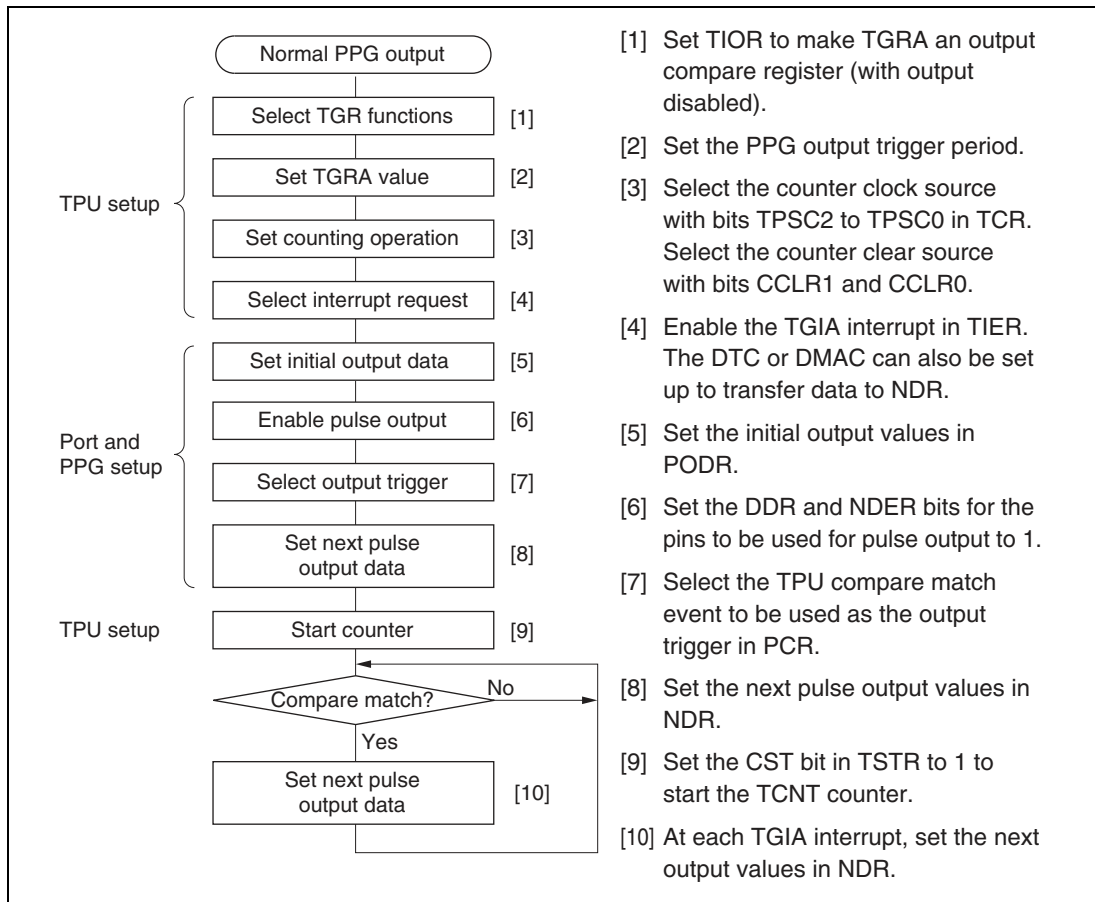 Normal PPG output
Select TGR functions [1]
Set TGRA value [2]
TPU setup
Set counting operation [3]
Select interrupt request [4]
Set initial output data [5]
Enable pulse output [6]
Port and
PPG setup
Select output trigger [7]
Set next pulse
output data
[8]
TPU setup
Start counter [9]
Compare match?
No
Yes
Set next pulse
output data
[10]
[1] Set TIOR to make TGRA an output
compare register (with output
disabled).
[2] Set the PPG output trigger period.
[3] Select the counter clock source
with bits TPSC2 to TPSC0 in TCR.
Select the counter clear source
with bits CCLR1 and CCLR0.
[4] Enable the TGIA interrupt in TIER.
The DTC or DMAC can also be set
up to transfer data to NDR.
[5] Set the initial output values in
PODR.
[6] Set the DDR and NDER bits for the
pins to be used for pulse output to 1.
[7] Select the TPU compare match
event to be used as the output
trigger in PCR.
[8] Set the next pulse output values in
NDR.
[9] Set the CST bit in TSTR to 1 to
start the TCNT counter.
[10] At each TGIA interrupt, set the next
output values in NDR.